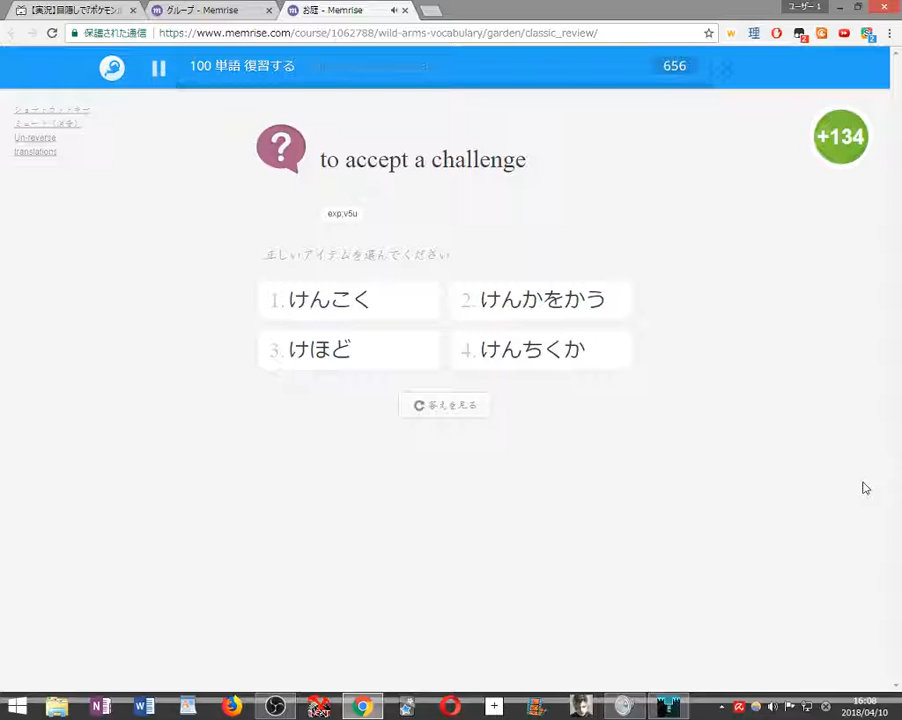 【実況】目隠しで『ポケモン
グループ - Memrise
お庭 - Memrise
ユーザー 1
保護された通信
https://www.memrise.com/course/1062788/wild-arms-vocabulary/garden/classic_review/
100 単語 復習する
656
Un-reverse
translations
+134
?
to accept a challenge
exp;v5u
正しいアイテムを選んでください
1. けんこく
2. けんかをかう
3. けほど
4. けんちくか
答えを見る
16:08
2018/04/10